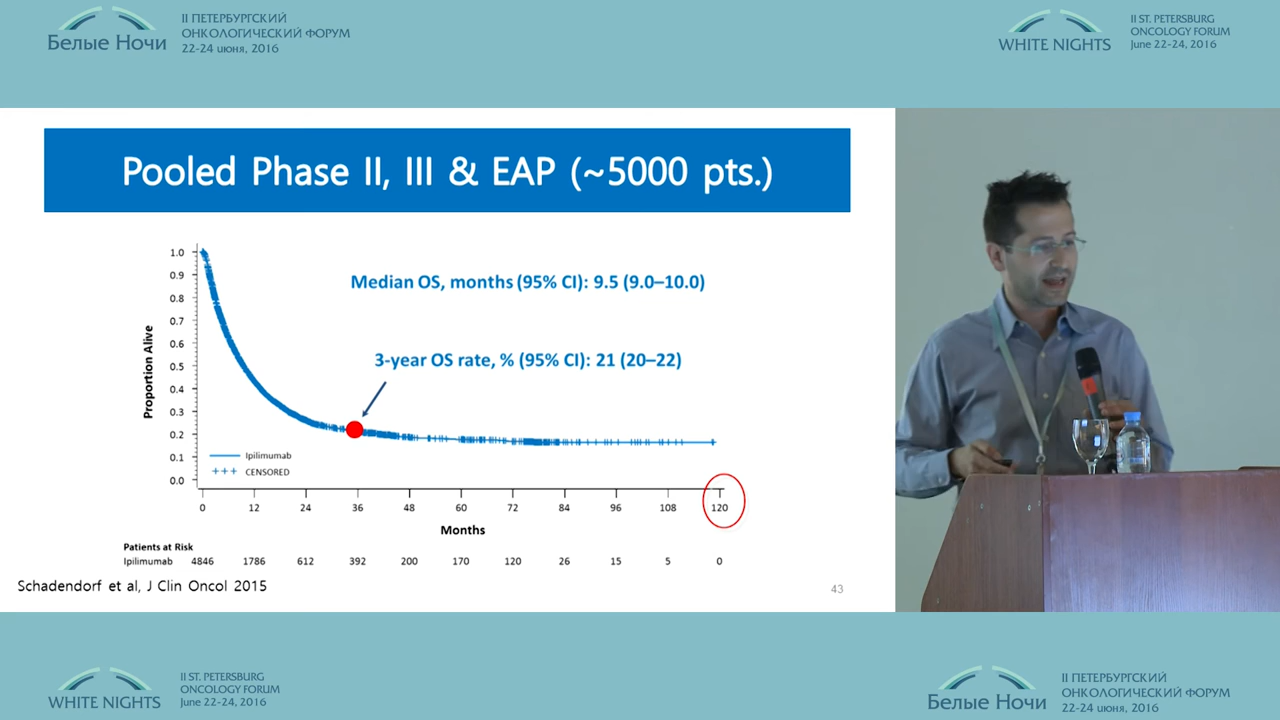 Белые Ночи
II ПЕТЕРБУРГСКИЙ
ОНКОЛОГИЧЕСКИЙ ФОРУМ
22-24 июня, 2016
WHITE NIGHTS
II ST. PETERSBURG
ONCOLOGY FORUM
June 22-24, 2016
Pooled Phase II, III & EAP (~5000 pts.)
Median OS, months (95% CI): 9.5 (9.0–10.0)
3-year OS rate, % (95% CI): 21 (20–22)
Proportion Alive
1.0
0.9
0.8
0.7
0.6
0.5
0.4
0.3
0.2
0.1
0.0
Ipilimumab
CENSORED
0 12 24 36 48 60 72 84 96 108 120
Months
Patients at Risk
Ipilimumab 4846 1786 612 392 200 170 120 26 15 5 0
Schadendorf et al, J Clin Oncol 2015
43
WHITE NIGHTS
II ST. PETERSBURG
ONCOLOGY FORUM
June 22-24, 2016
Белые Ночи
II ПЕТЕРБУРГСКИЙ
ОНКОЛОГИЧЕСКИЙ ФОРУМ
22-24 июня, 2016